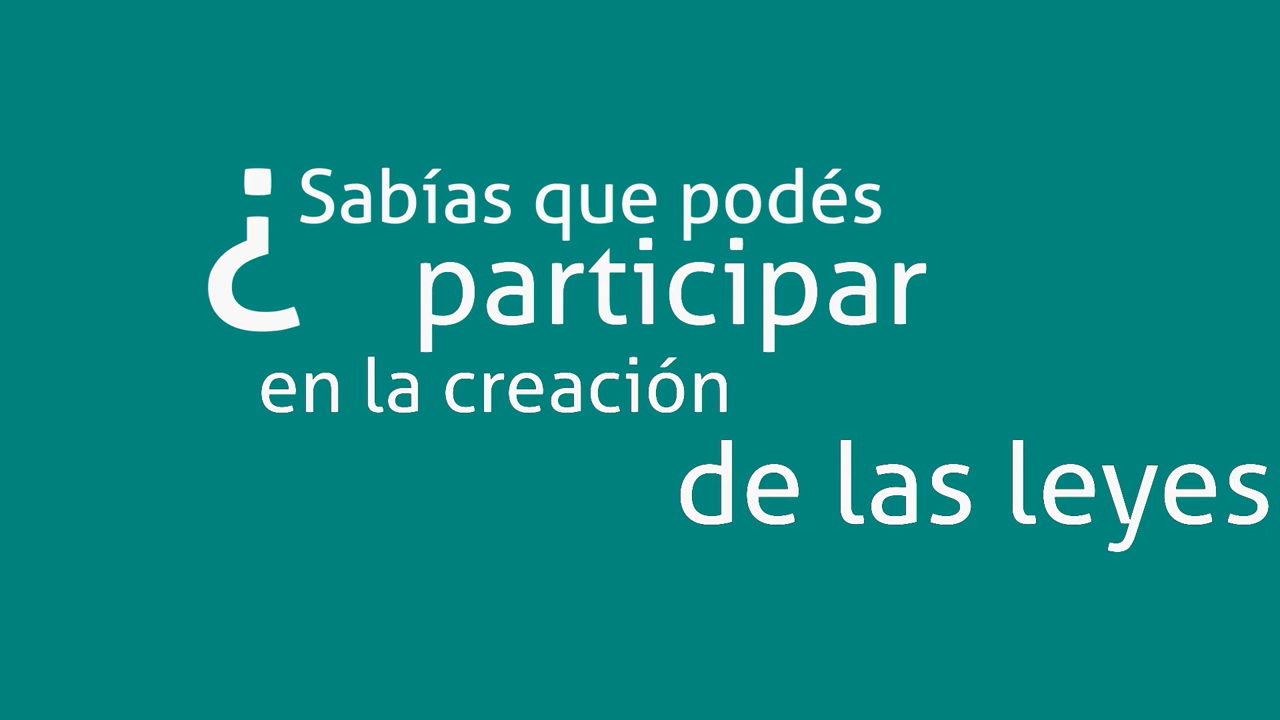 ¿Sabías que podés
participar
en la creación
de las leyes